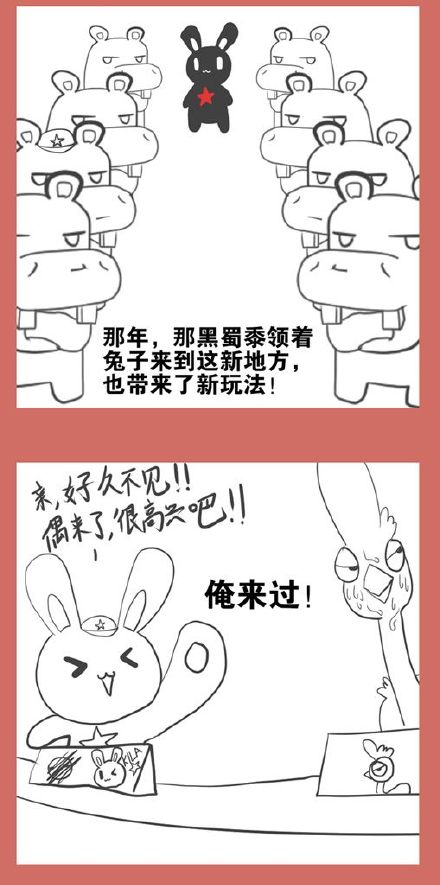 那年，那黑蜀黍领着
兔子来到这新地方，
也带来了新玩法！
亲,好久不见!!
偶来了,很高兴吧!!
俺来过！